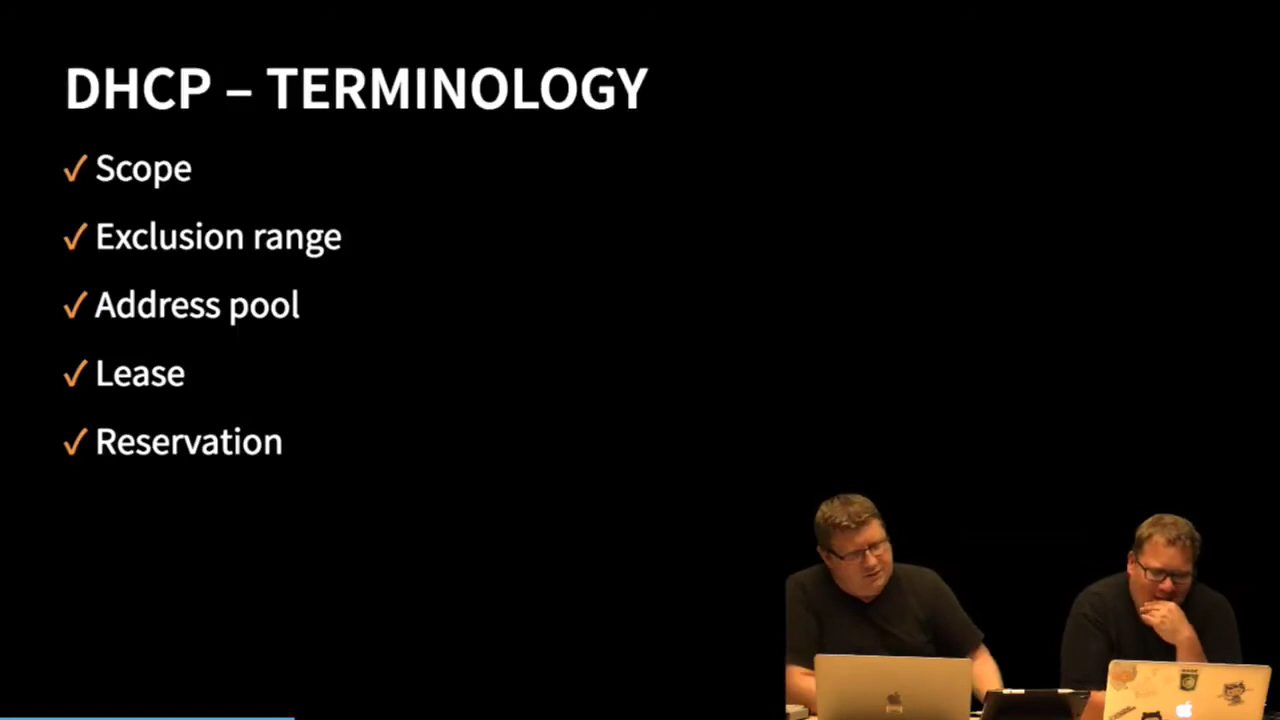 DHCP – TERMINOLOGY
✓ Scope
✓ Exclusion range
✓ Address pool
✓ Lease
✓ Reservation